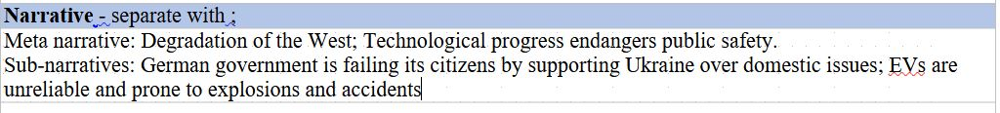 Narrative - separate with ;
Meta narrative: Degradation of the West; Technological progress endangers public safety.
Sub-narratives: German government is failing its citizens by supporting Ukraine over domestic issues; EVs are
unreliable and prone to explosions and accidents